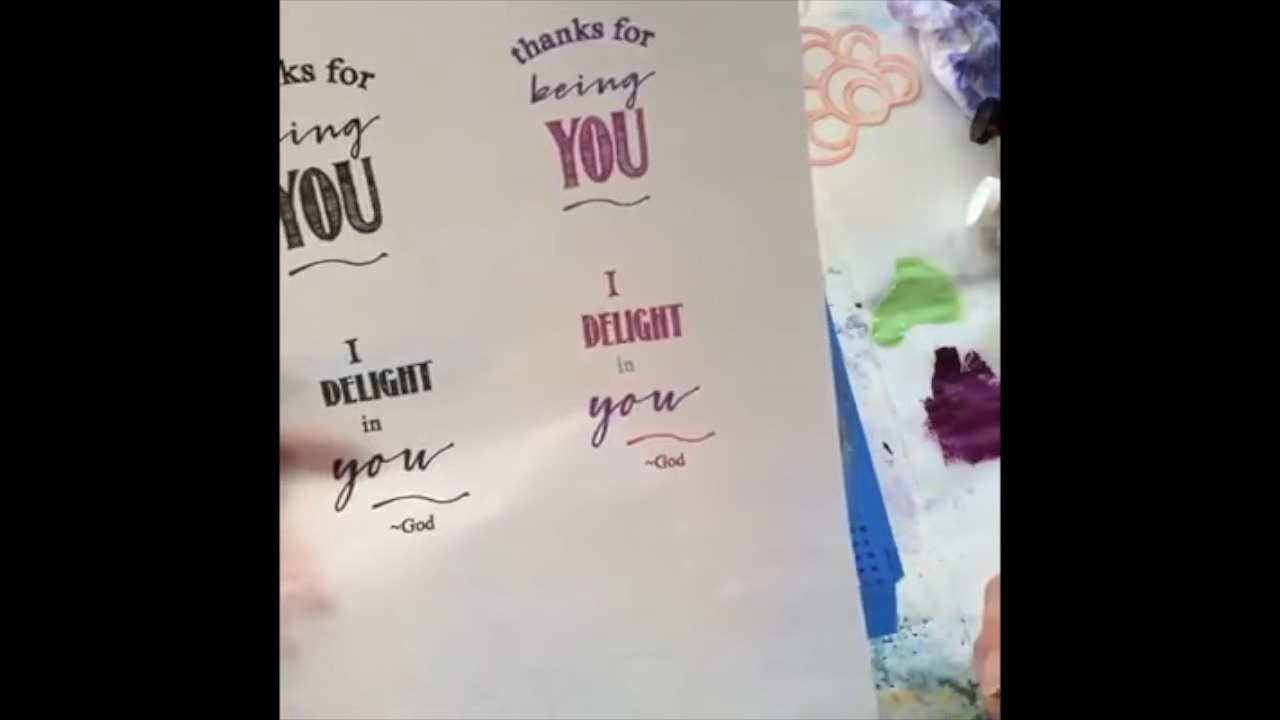 ks for
ing
YOU
I
DELIGHT
in
you
~God
thanks for
being
YOU
I
DELIGHT
in
you
~God